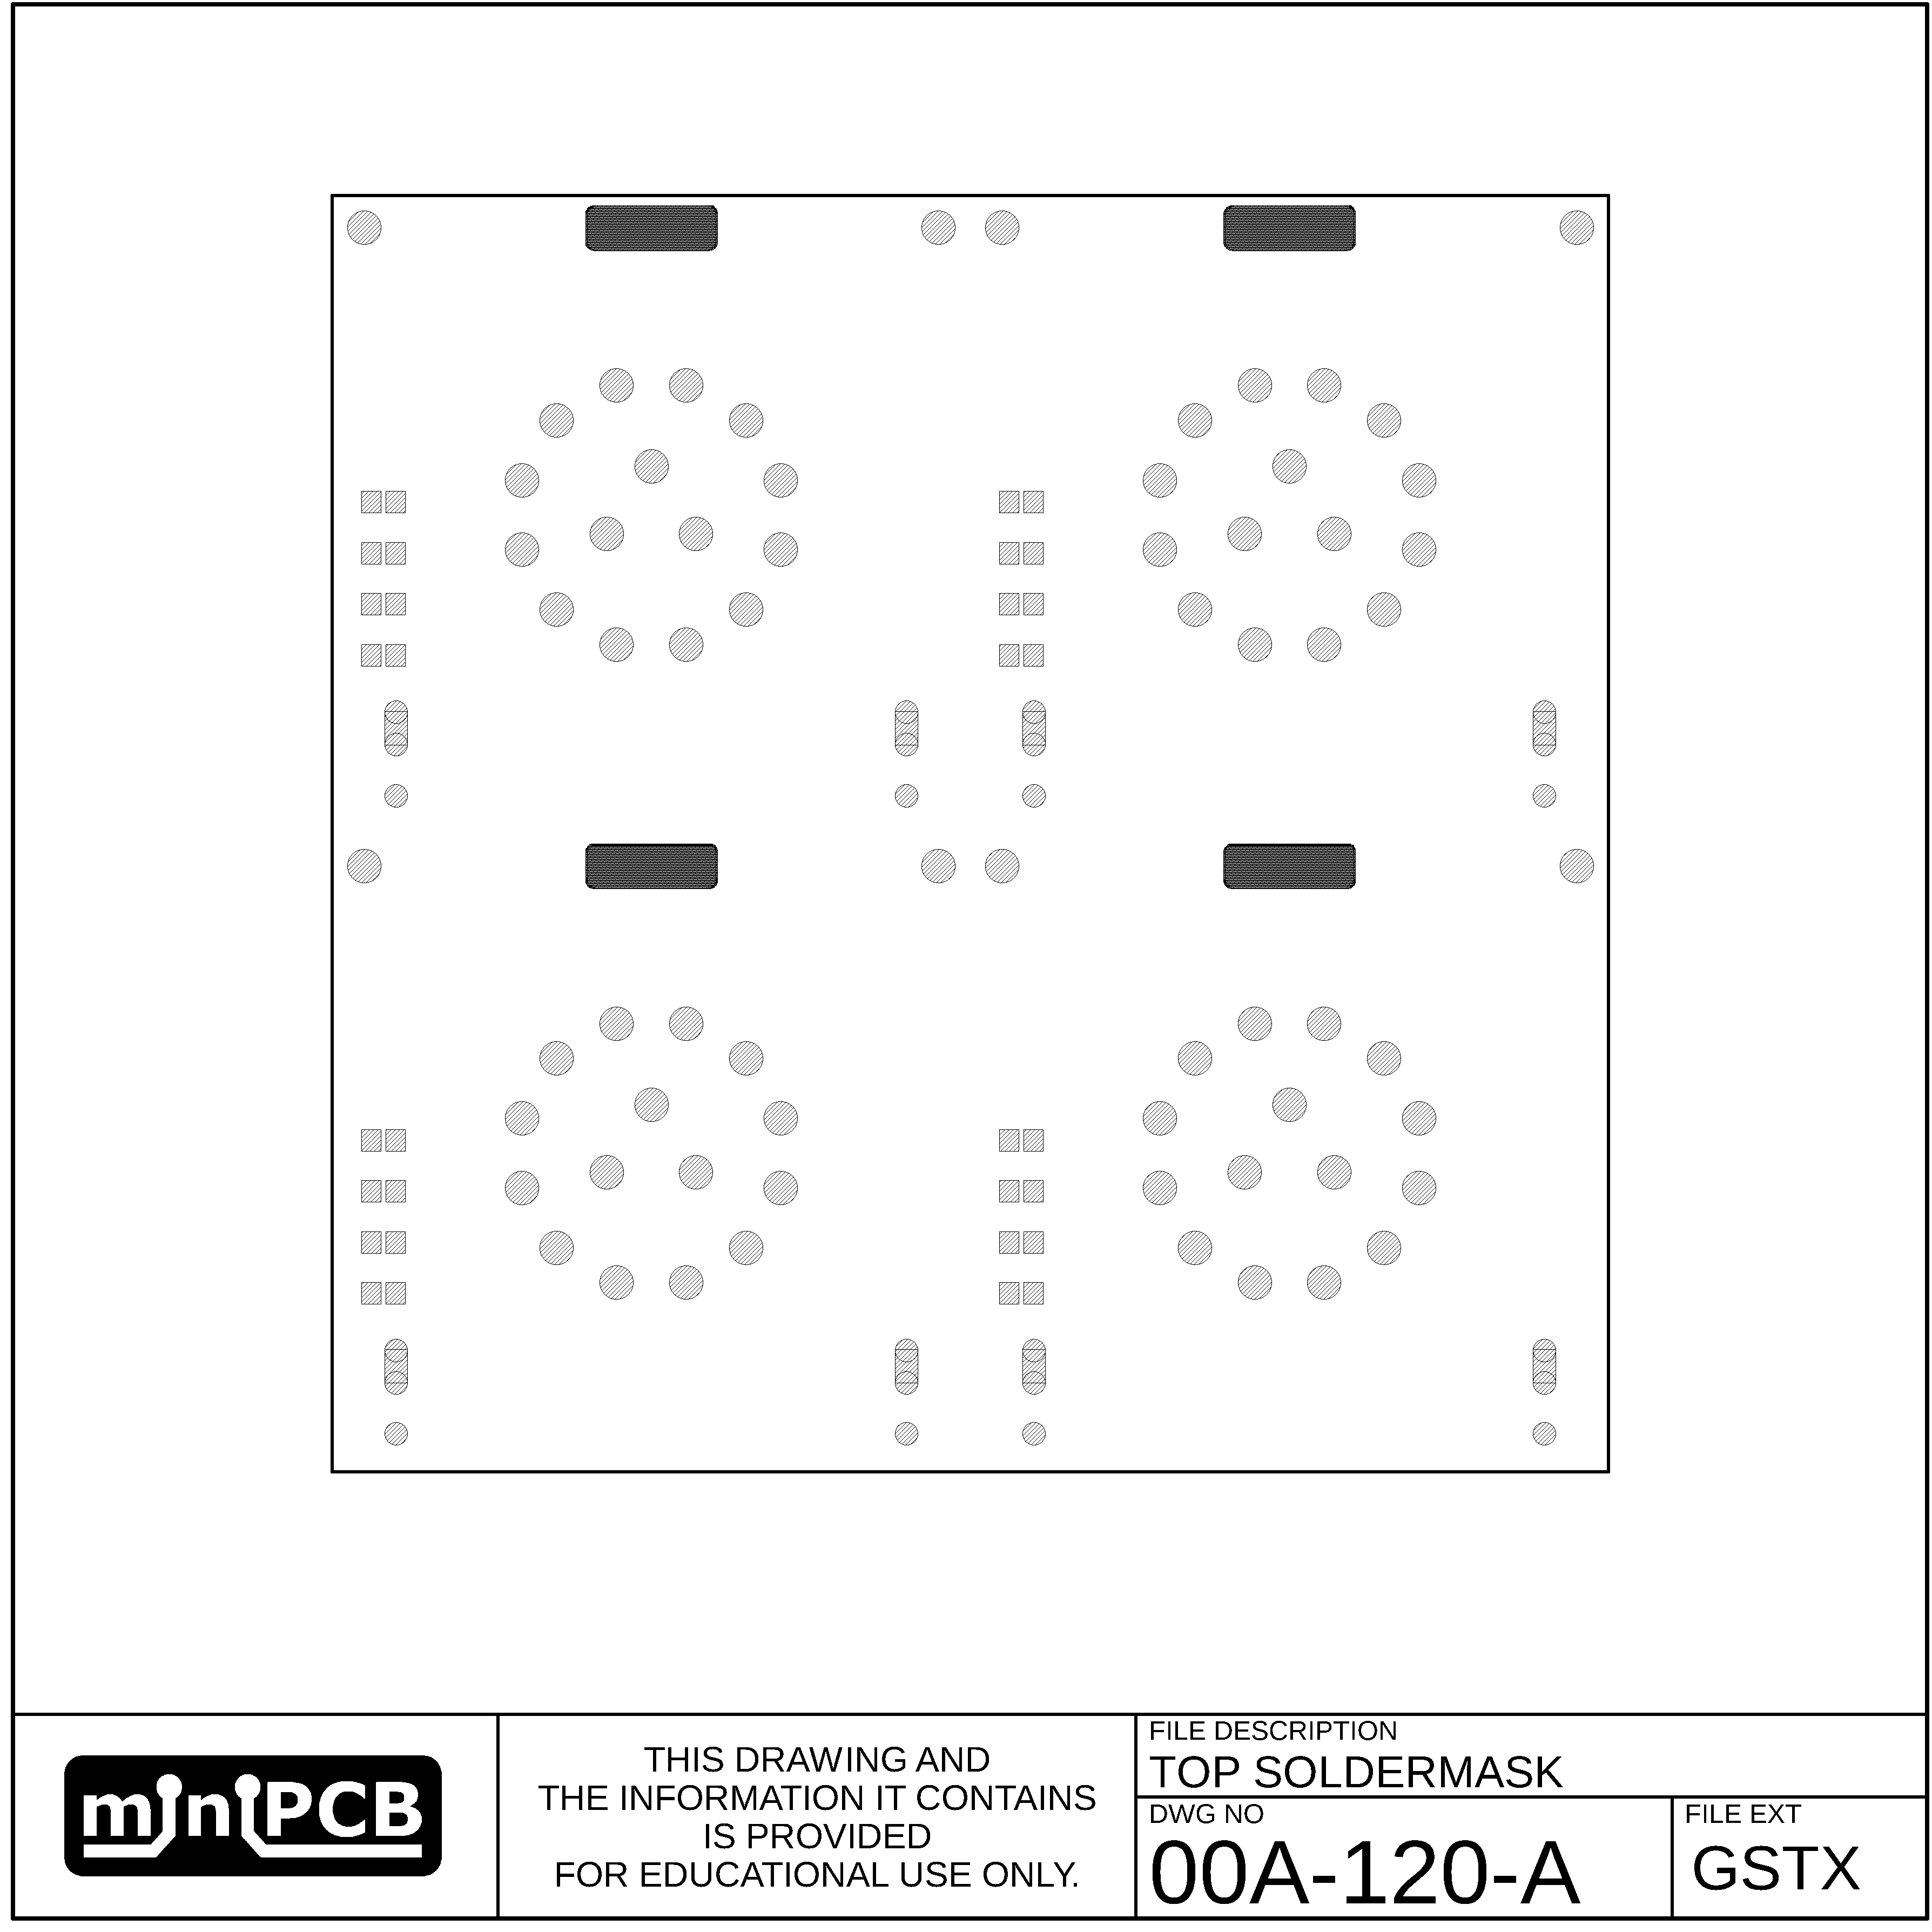 miniPCB
THIS DRAWING AND
THE INFORMATION IT CONTAINS
IS PROVIDED
FOR EDUCATIONAL USE ONLY.
FILE DESCRIPTION
TOP SOLDERMASK
DWG NO
00A-120-A
FILE EXT
GSTX